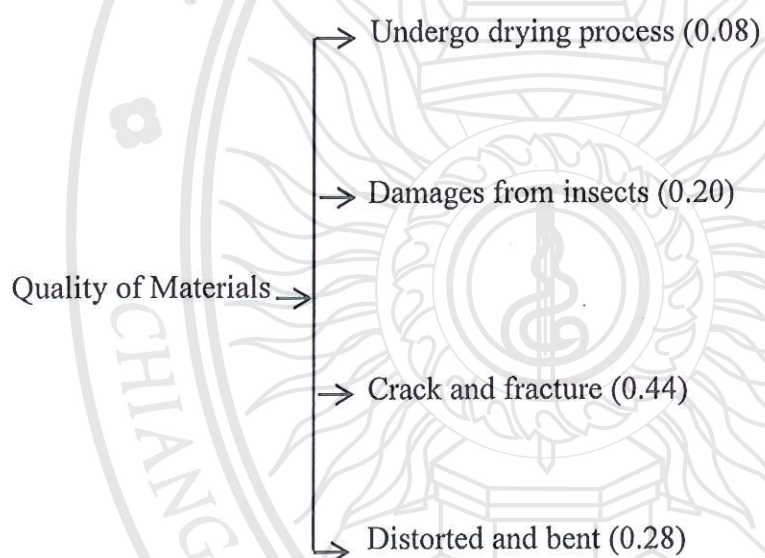 Undergo drying process (0.08)
Damages from insects (0.20)
Quality of Materials
Crack and fracture (0.44)
Distorted and bent (0.28)
CHIANG